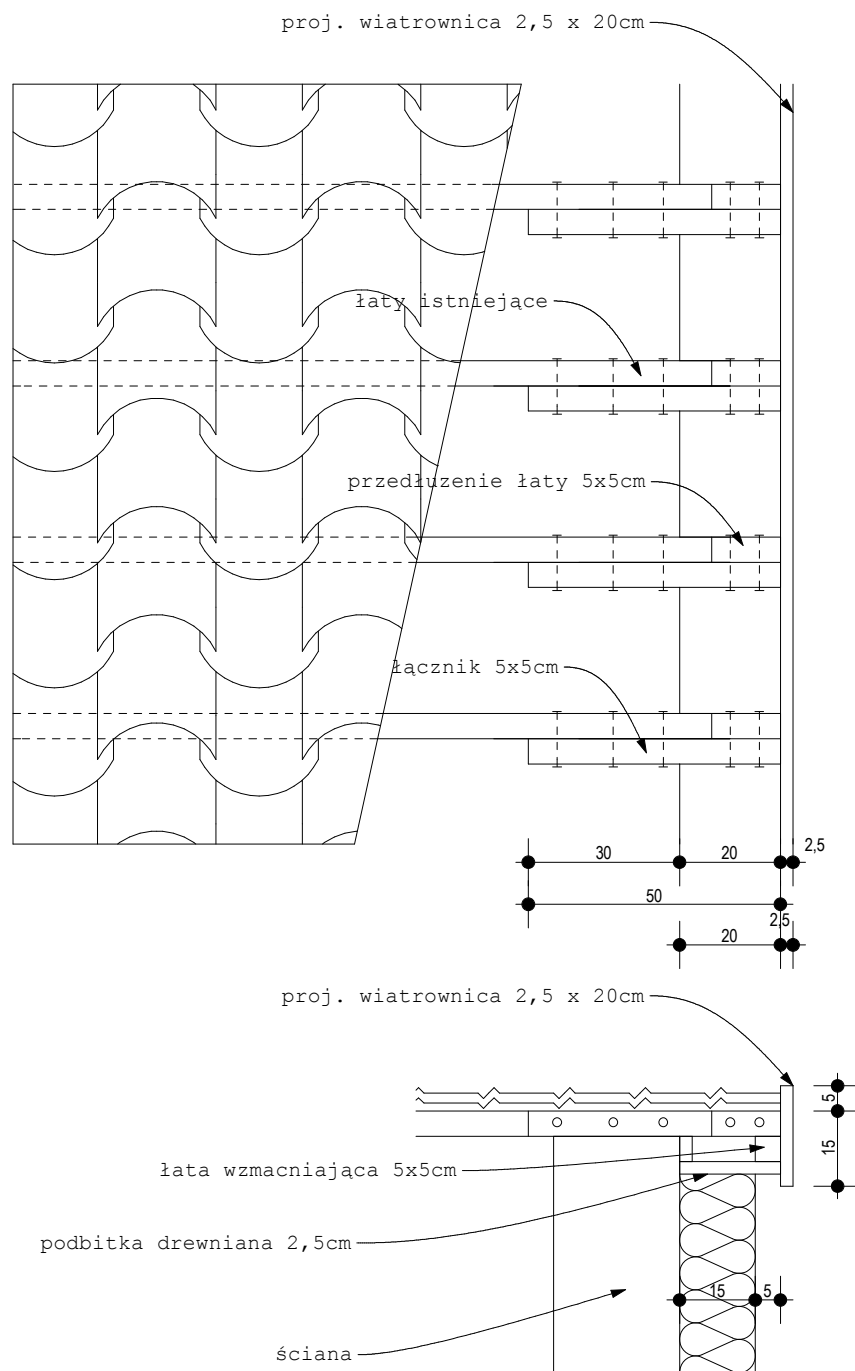 proj. wiatrownica 2,5 x 20cm
łaty istniejące
przedłuzenie łaty 5x5cm
łącznik 5x5cm
30
20
2,5
50
20
2,5
proj. wiatrownica 2,5 x 20cm
5
15
łata wzmacniająca 5x5cm
podbitka drewniana 2,5cm
15
5
ściana